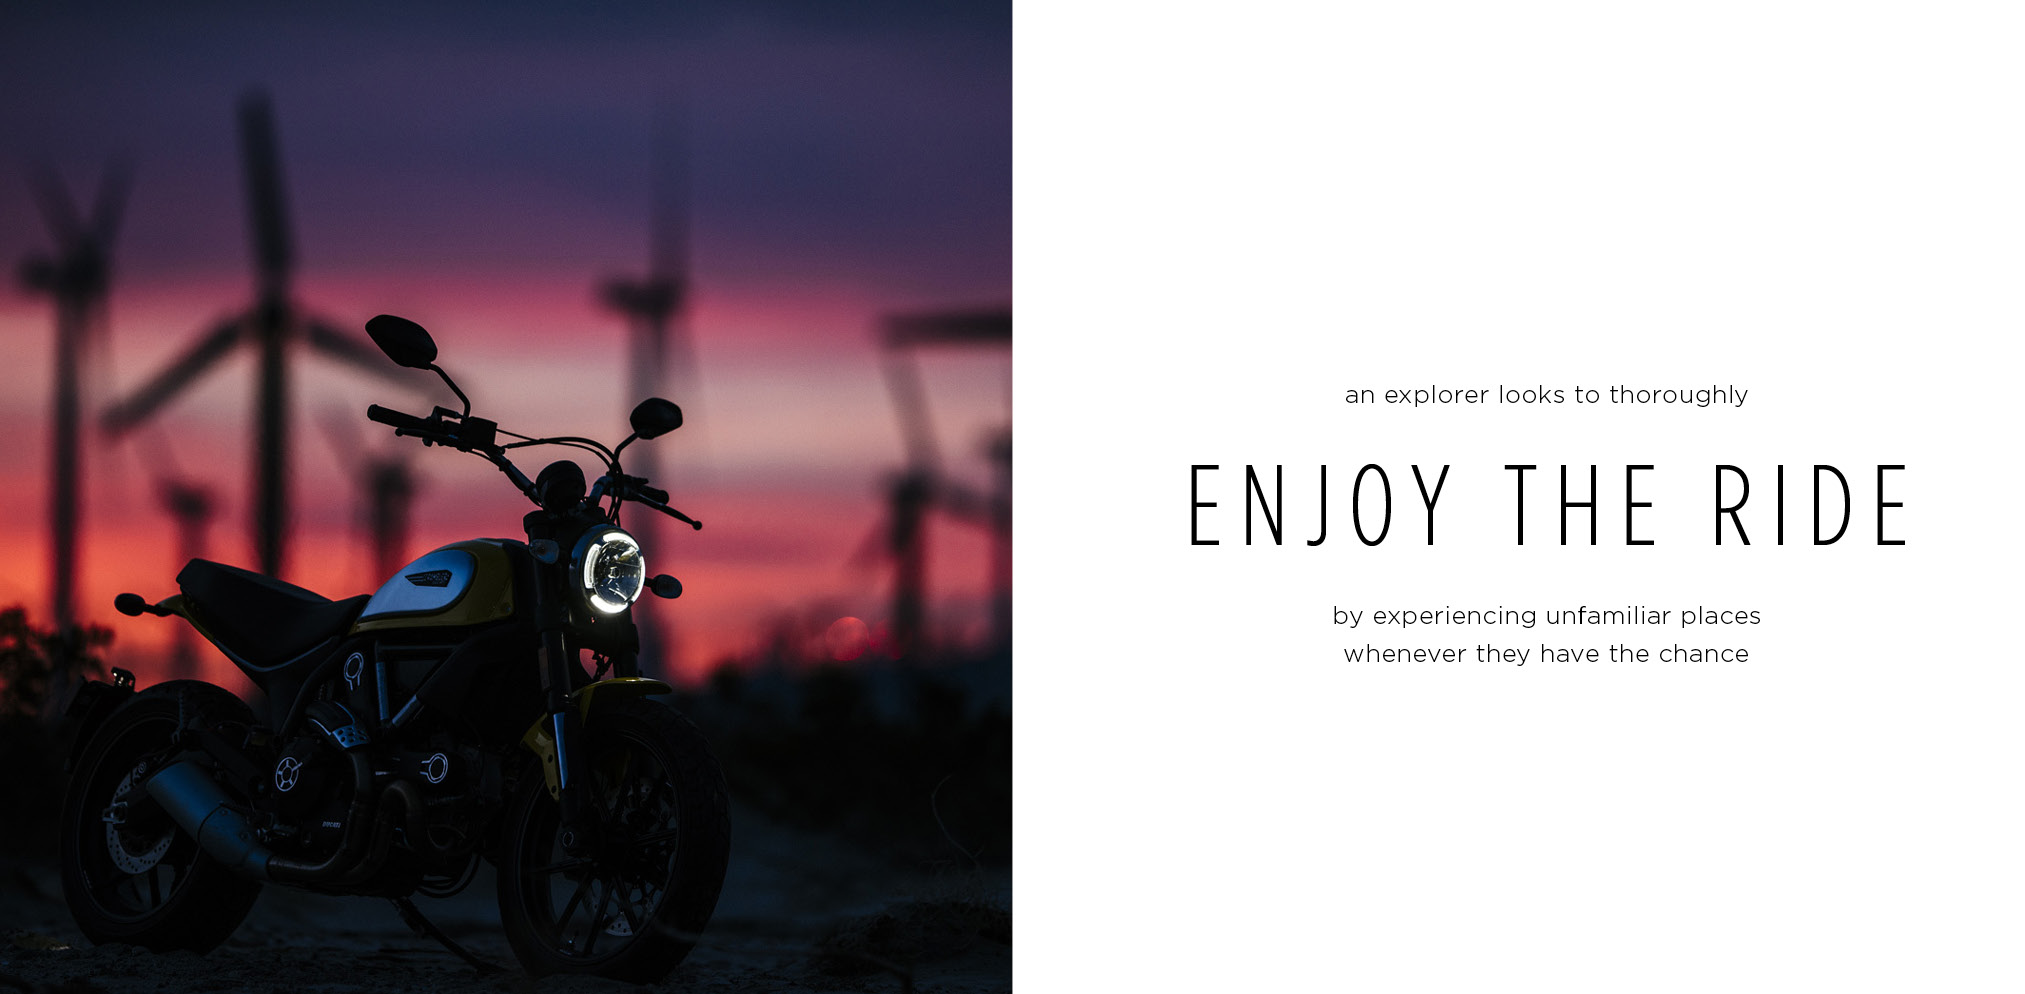 an explorer looks to thoroughly
ENJOY THE RIDE
by experiencing unfamiliar places
whenever they have the chance